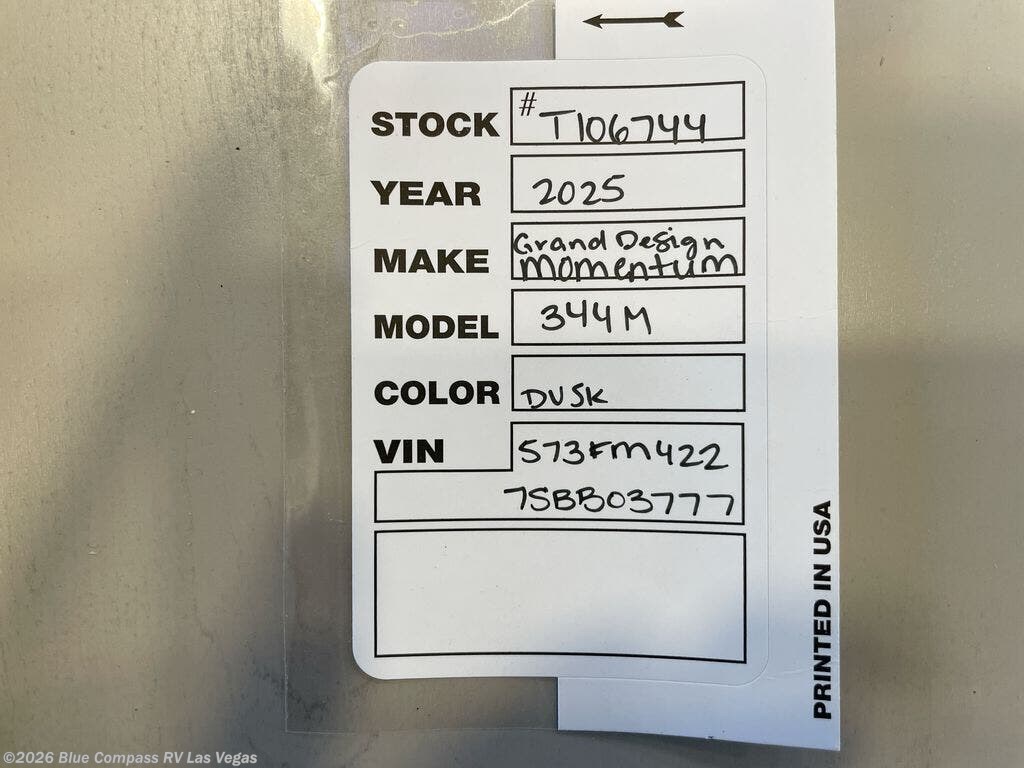 STOCK # T106744
YEAR 2025
MAKE Grand Design
momentum
MODEL 344M
COLOR DUSK
VIN 573FM422
7SBB03777
PRINTED IN USA
©2026 Blue Compass RV Las Vegas